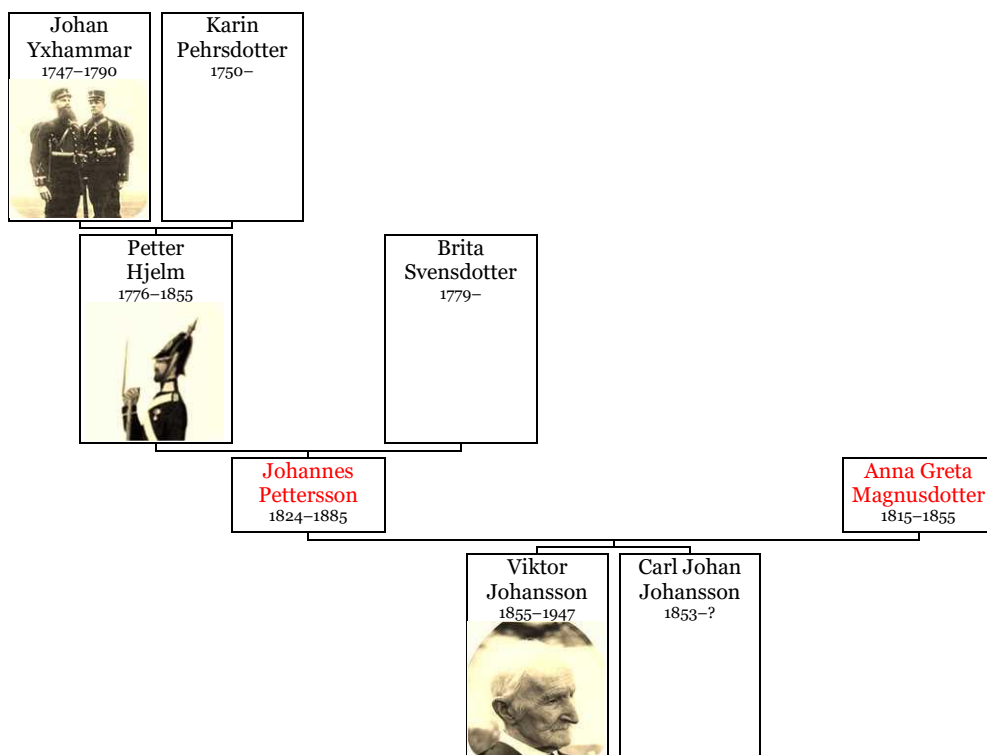 Johan
Yxhammar
1747–1790
Karin
Pehrsdotter
1750–
Petter
Hjelm
1776–1855
Brita
Svensdotter
1779–
Johannes
Pettersson
1824–1885
Anna Greta
Magnusdotter
1815–1855
Viktor
Johansson
1855–1947
Carl Johan
Johansson
1853–?